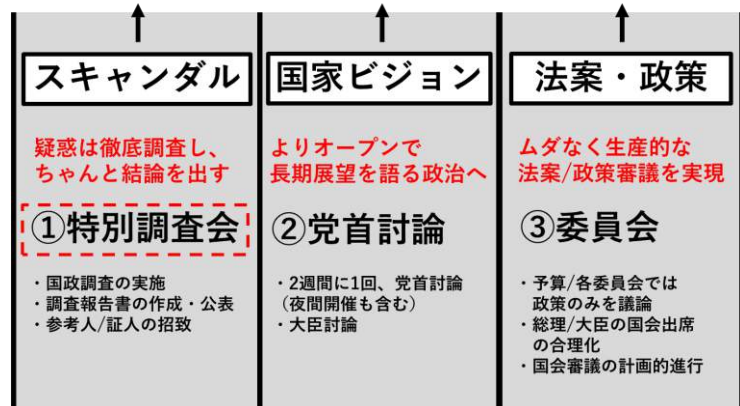 スキャンダル
疑惑は徹底調査し、
ちゃんと結論を出す
①特別調査会
・国政調査の実施
・調査報告書の作成・公表
・参考人/証人の招致
国家ビジョン
よりオープンで
長期展望を語る政治へ
②党首討論
・2週間に1回、党首討論
（夜間開催も含む）
・大臣討論
法案・政策
ムダなく生産的な
法案/政策審議を実現
③委員会
・予算/各委員会では
政策のみを議論
・総理/大臣の国会出席
の合理化
・国会審議の計画的進行